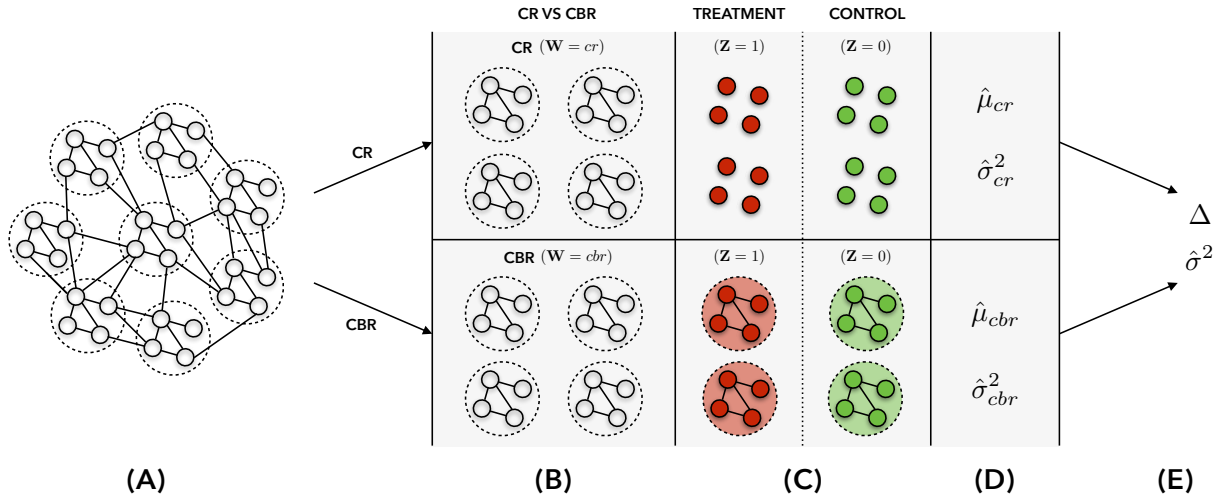 CR VS CBR
TREATMENT
CONTROL
CR (W = cr)
(Z = 1)
(Z = 0)
μ̂_cr
σ̂²_cr
CR
CBR
CBR (W = cbr)
(Z = 1)
(Z = 0)
μ̂_cbr
σ̂²_cbr
Δ
σ̂²
(A)
(B)
(C)
(D)
(E)